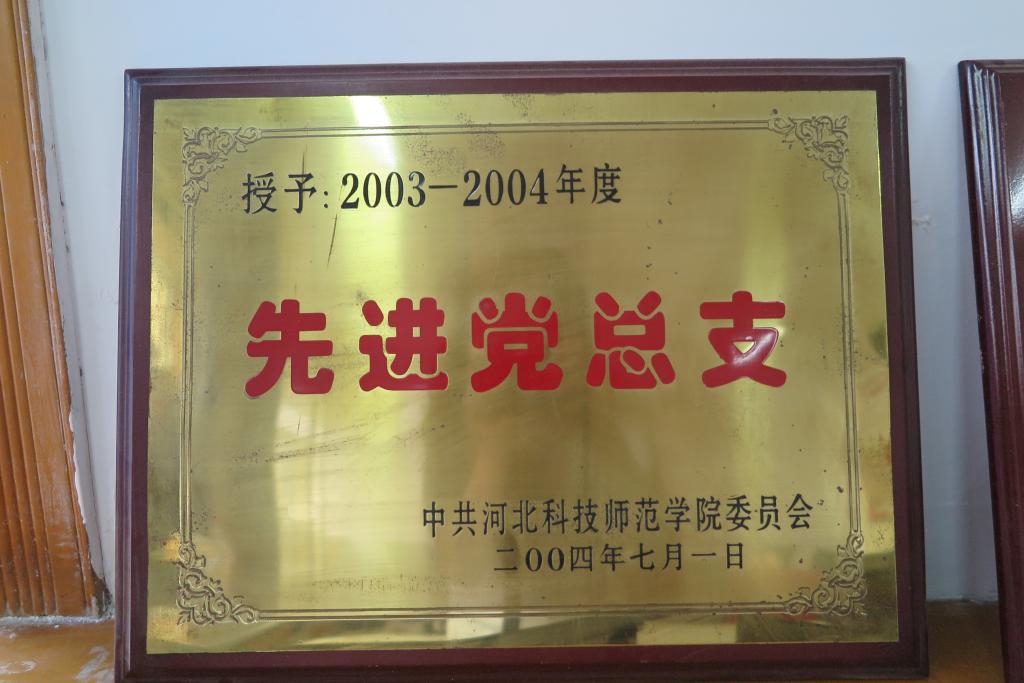 授予:2003-2004年度
先进党总支
中共河北科技师范学院委员会
二00四年七月一日